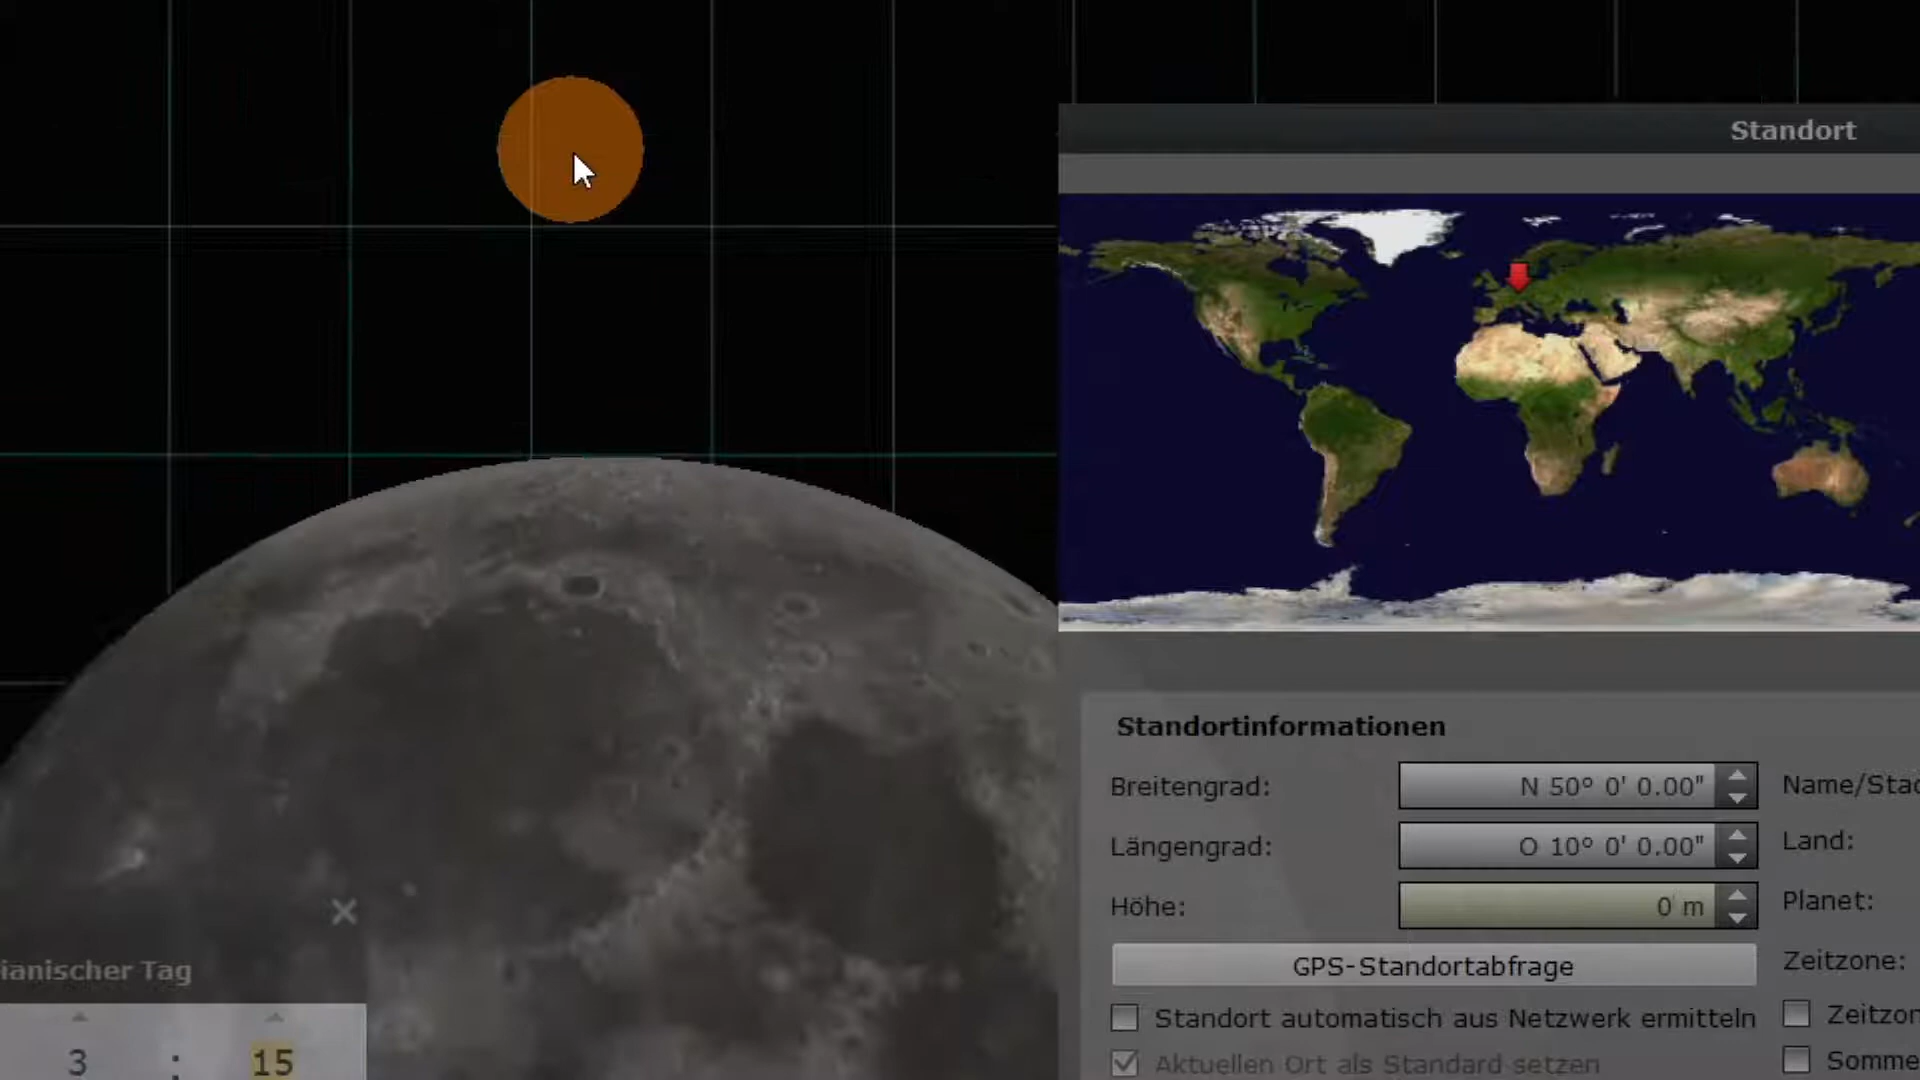 Standort
Standortinformationen
Breitengrad: N 50° 0' 0.00"
Längengrad: O 10° 0' 0.00"
Höhe: 0 m
GPS-Standortabfrage
Standort automatisch aus Netzwerk ermitteln
Aktuellen Ort als Standard setzen
Name/Stad
Land:
Planet:
Zeitzone:
Zeitzon
Somme
ianischer Tag
3 : 15